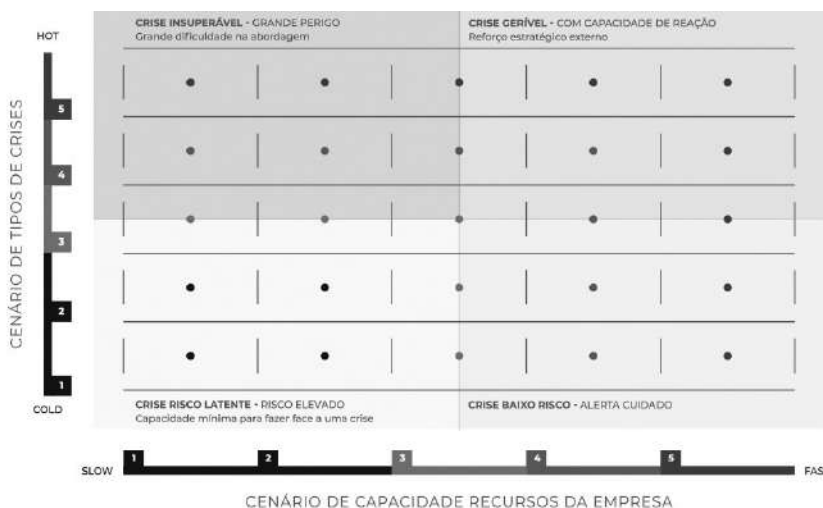 CRISE INSUPERÁVEL - GRANDE PERIGO
Grande dificuldade na abordagem
CRISE GERÍVEL - COM CAPACIDADE DE REAÇÃO
Reforço estratégico externo
HOT
5
4
3
2
1
COLD
CENÁRIO DE TIPOS DE CRISES
CRISE RISCO LATENTE - RISCO ELEVADO
Capacidade mínima para fazer face a uma crise
CRISE BAIXO RISCO - ALERTA CUIDADO
SLOW
1
2
3
4
5
FAS
CENÁRIO DE CAPACIDADE RECURSOS DA EMPRESA